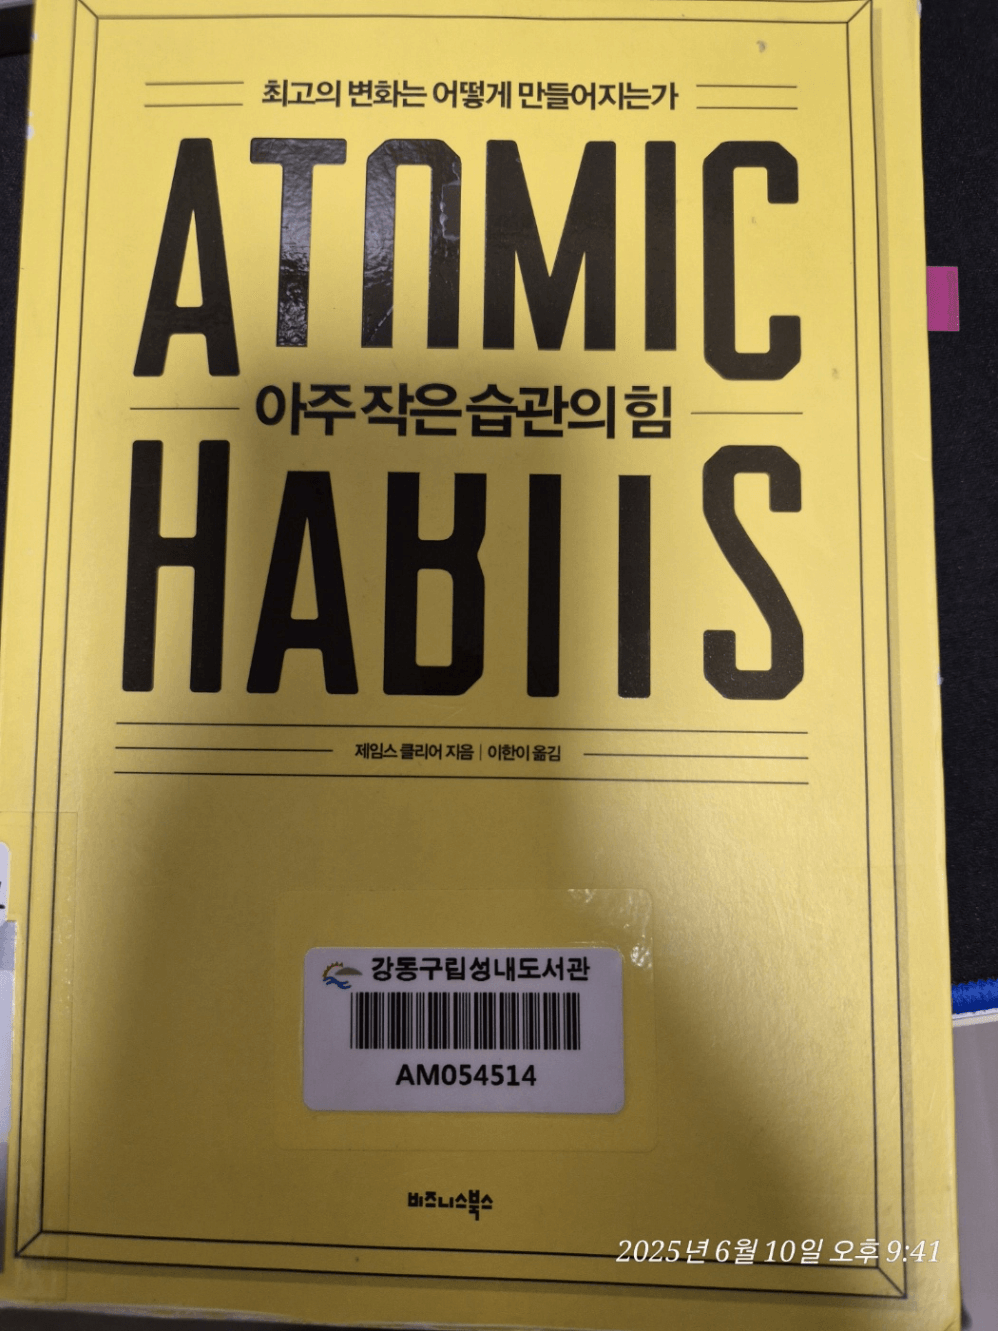 최고의 변화는 어떻게 만들어지는가
ATOMIC
아주 작은 습관의 힘
HABITS
제임스 클리어 지음 | 이한이 옮김
강동구립성내도서관
AM054514
비즈니스북스
2025년 6월 10일 오후 9:41